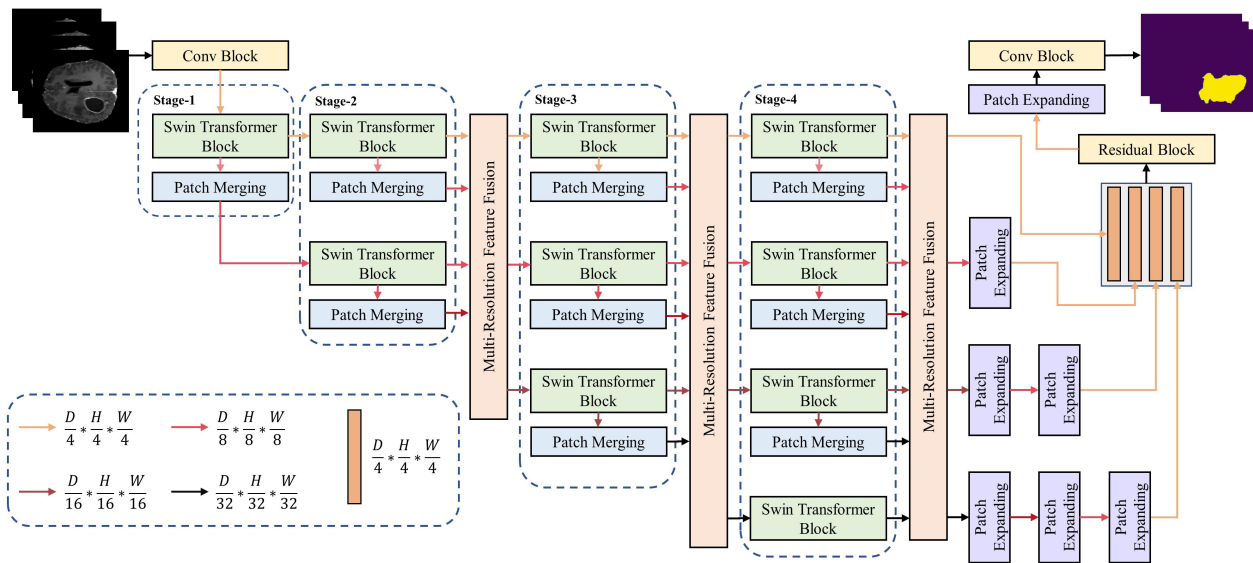 Conv Block
Stage-1
Swin Transformer
Block
Patch Merging
Stage-2
Swin Transformer
Block
Patch Merging
Swin Transformer
Block
Patch Merging
Multi-Resolution Feature Fusion
Stage-3
Swin Transformer
Block
Patch Merging
Swin Transformer
Block
Patch Merging
Swin Transformer
Block
Patch Merging
Multi-Resolution Feature Fusion
Stage-4
Swin Transformer
Block
Patch Merging
Swin Transformer
Block
Patch Merging
Swin Transformer
Block
Patch Merging
Swin Transformer
Block
Multi-Resolution Feature Fusion
Patch
Expanding
Patch
Expanding
Patch
Expanding
Patch
Expanding
Patch
Expanding
Patch
Expanding
Residual Block
Patch Expanding
Conv Block
D/4 * H/4 * W/4
D/8 * H/8 * W/8
D/16 * H/16 * W/16
D/32 * H/32 * W/32
D/4 * H/4 * W/4